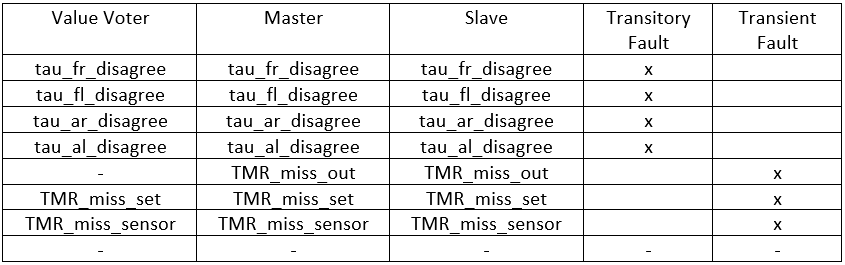 Value Voter Master Slave Transitory Fault Transient Fault
tau_fr_disagree tau_fr_disagree tau_fr_disagree x
tau_fl_disagree tau_fl_disagree tau_fl_disagree x
tau_ar_disagree tau_ar_disagree tau_ar_disagree x
tau_al_disagree tau_al_disagree tau_al_disagree x
- TMR_miss_out TMR_miss_out x
TMR_miss_set TMR_miss_set TMR_miss_set x
TMR_miss_sensor TMR_miss_sensor TMR_miss_sensor x
- - - - -